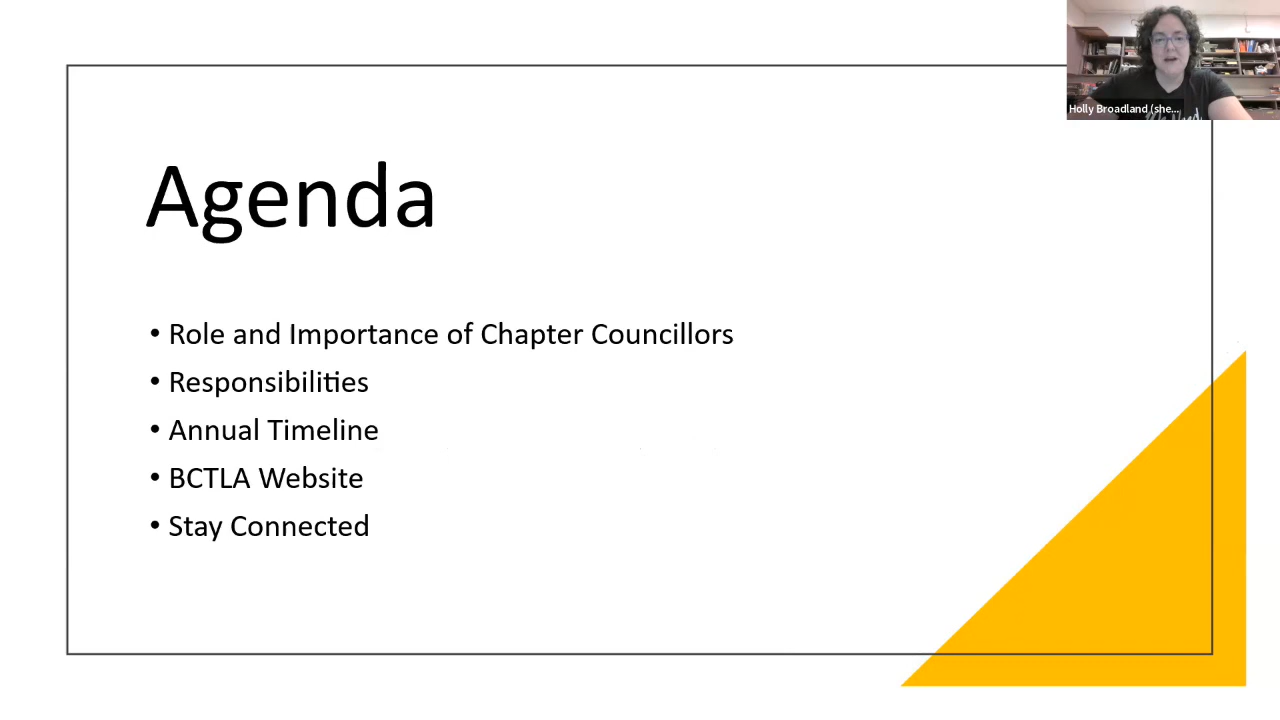 Holly Broadland (she...
Agenda
• Role and Importance of Chapter Councillors
• Responsibilities
• Annual Timeline
• BCTLA Website
• Stay Connected